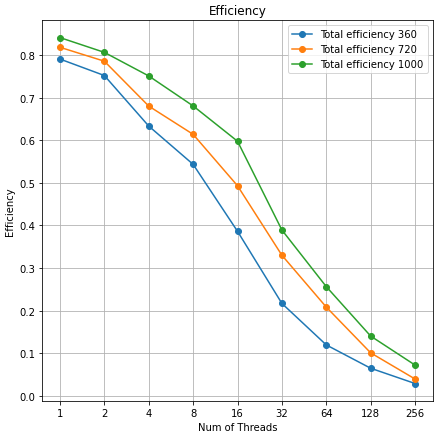 Efficiency
Total efficiency 360
Total efficiency 720
Total efficiency 1000
Efficiency
0.8
0.7
0.6
0.5
0.4
0.3
0.2
0.1
0.0
1 2 4 8 16 32 64 128 256
Num of Threads